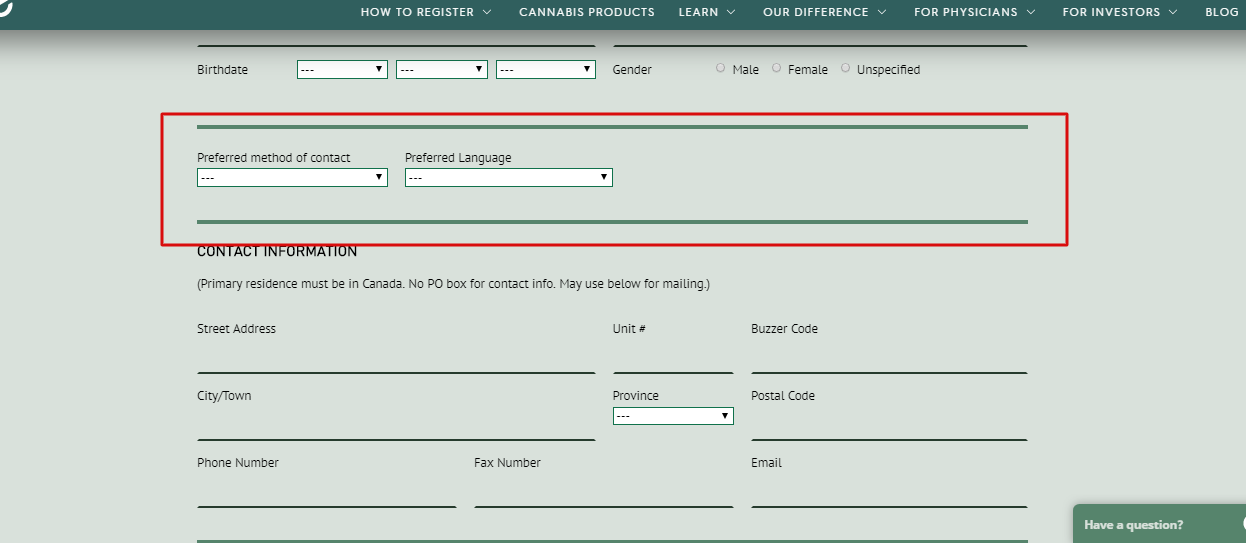 HOW TO REGISTER CANNABIS PRODUCTS LEARN OUR DIFFERENCE FOR PHYSICIANS FOR INVESTORS BLOG
Birthdate --- --- --- Gender Male Female Unspecified
Preferred method of contact Preferred Language
--- ---
CONTACT INFORMATION
(Primary residence must be in Canada. No PO box for contact info. May use below for mailing.)
Street Address Unit # Buzzer Code
City/Town Province Postal Code
---
Phone Number Fax Number Email
Have a question?